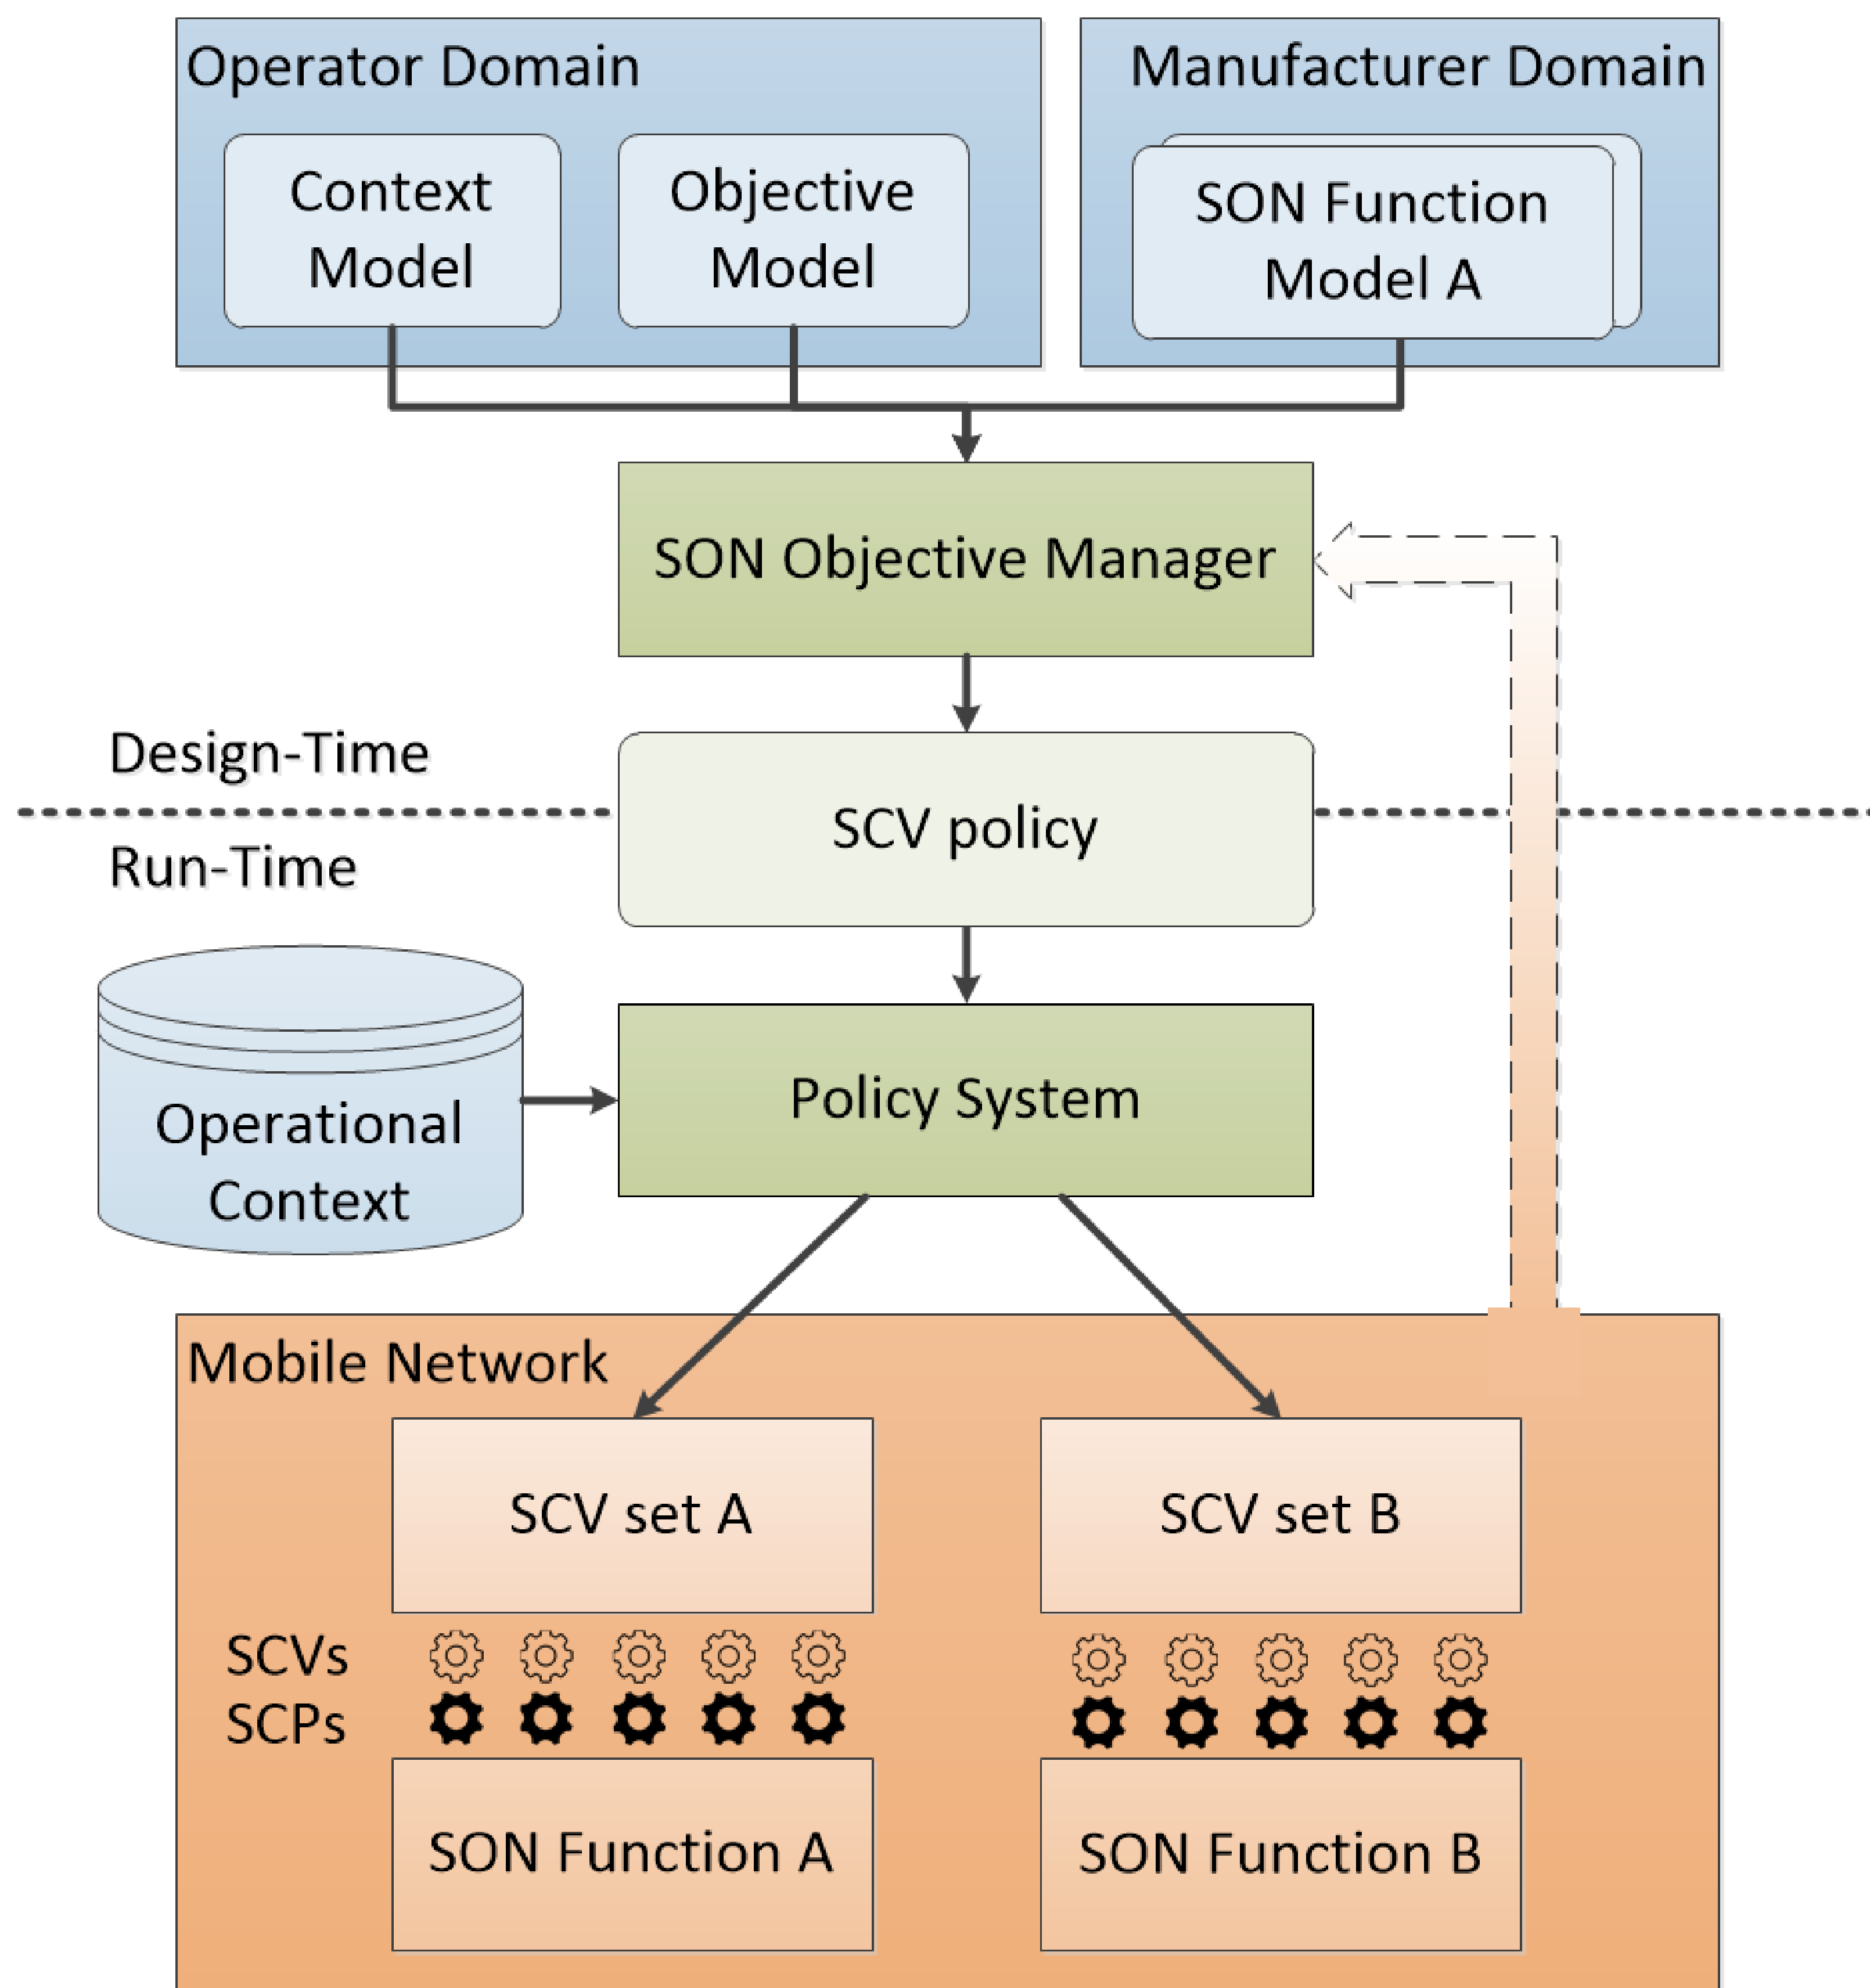 Operator Domain
Manufacturer Domain
Context
Model
Objective
Model
SON Function
Model A
SON Objective Manager
Design-Time
SCV policy
Run-Time
Operational
Context
Policy System
Mobile Network
SCV set A
SCV set B
SCVs
SCPs
SON Function A
SON Function B